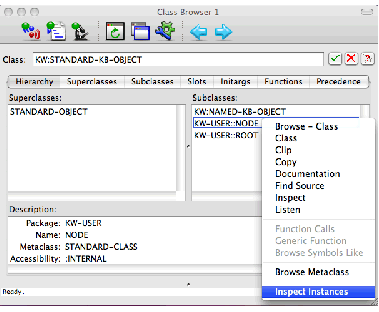 Class Browser 1
Class: KW:STANDARD-KB-OBJECT
Hierarchy Superclasses Subclasses Slots Initargs Functions Precedence
Superclasses:
STANDARD-OBJECT
Subclasses:
KW:NAMED-KB-OBJECT
KW-USER::NODE
KW-USER::ROOT
Browse - Class
Class
Clip
Copy
Documentation
Find Source
Inspect
Listen
Function Calls
Generic Function
Browse Symbols Like
Browse Metaclass
Inspect Instances
Description:
Package: KW-USER
Name: NODE
Metaclass: STANDARD-CLASS
Accessibility: :INTERNAL
Ready.